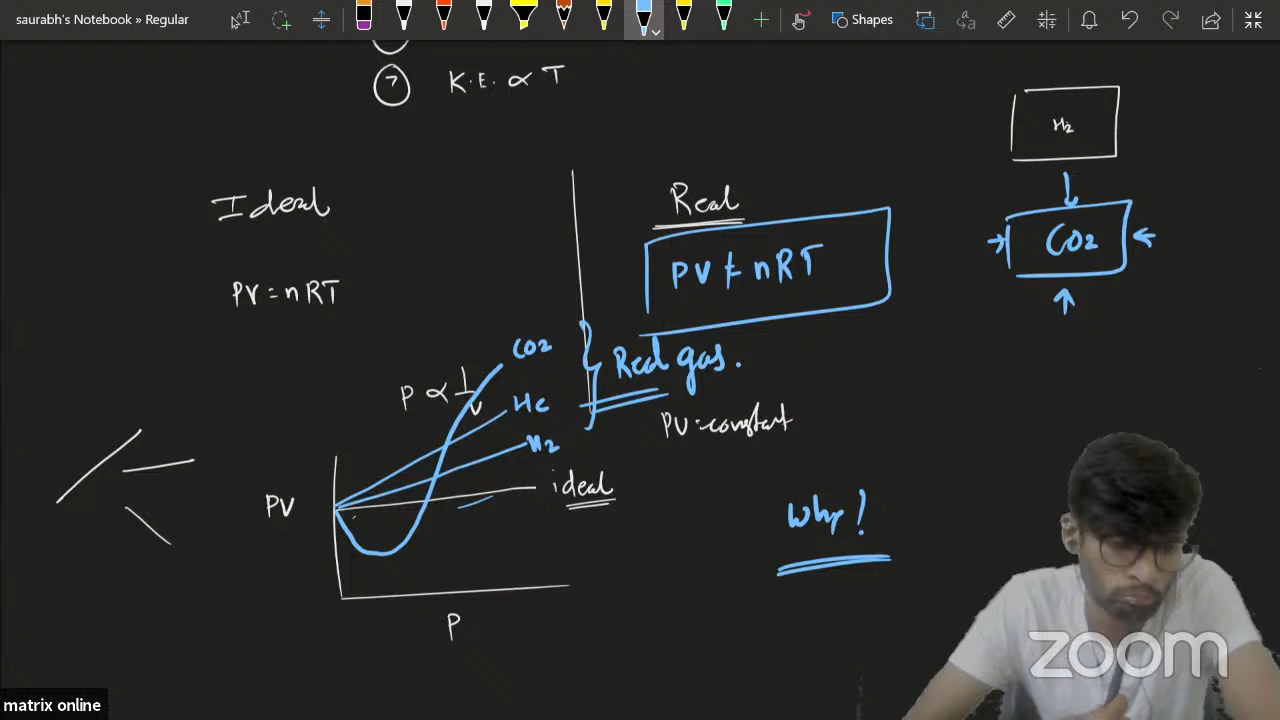 saurabh's Notebook » Regular
Shapes
7 K.E. ∝ T
H2
Ideal
Real
PV ≠ nRT
CO2
PV = nRT
CO2
Real gas.
P ∝ 1/V
He
PV = constant
H2
ideal
PV
Why!
P
zoom
matrix online